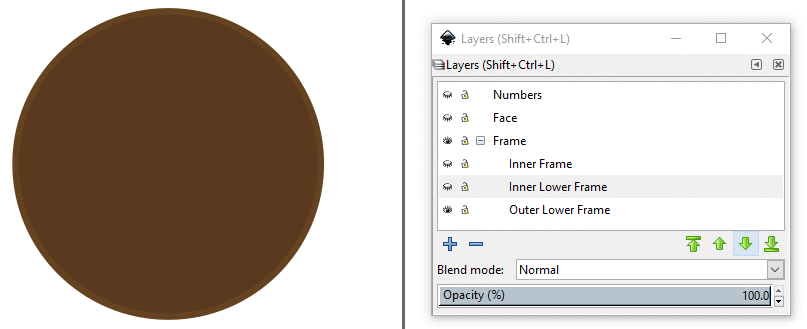 Layers (Shift+Ctrl+L)
Layers (Shift+Ctrl+L)
Numbers
Face
Frame
Inner Frame
Inner Lower Frame
Outer Lower Frame
Blend mode: Normal
Opacity (%) 100.0